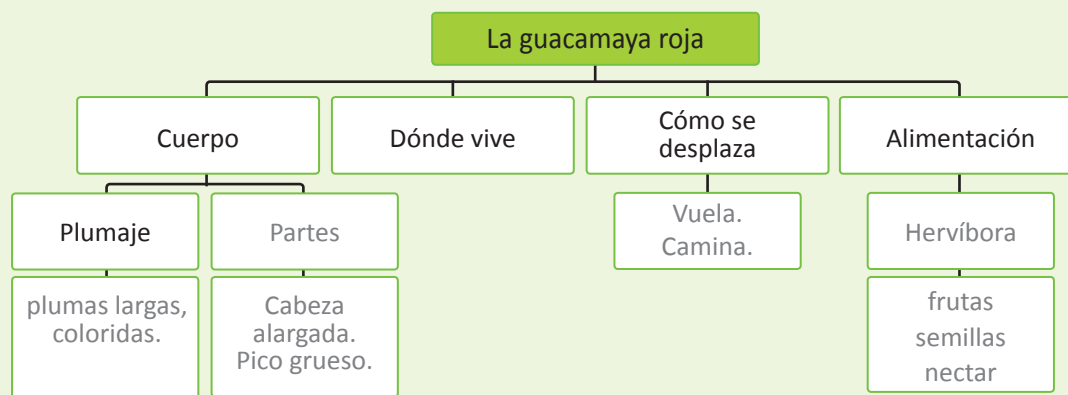 La guacamaya roja
Cuerpo
Dónde vive
Cómo se
desplaza
Alimentación
Plumaje
Partes
Vuela.
Camina.
Hervíbora
plumas largas,
coloridas.
Cabeza
alargada.
Pico grueso.
frutas
semillas
nectar